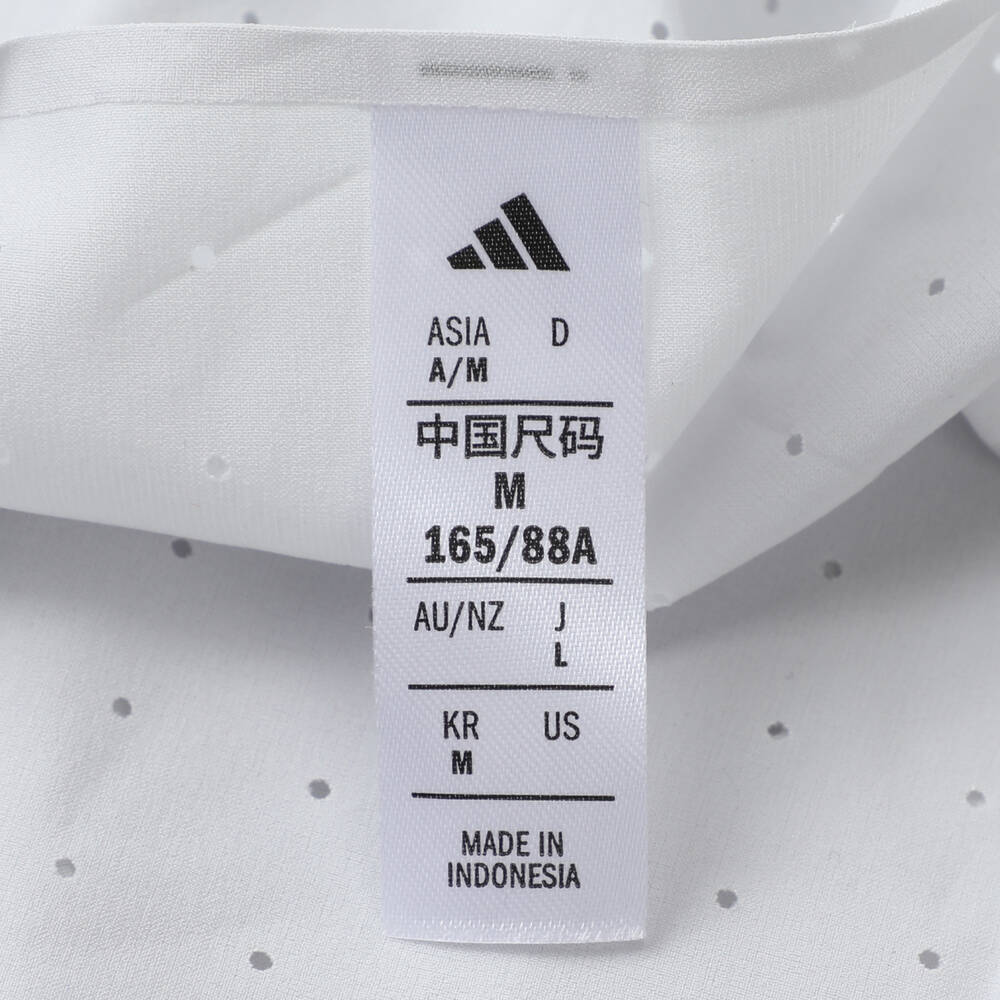 ASIA D
A/M
中国尺码
M
165/88A
AU/NZ J
L
KR US
M
MADE IN
INDONESIA